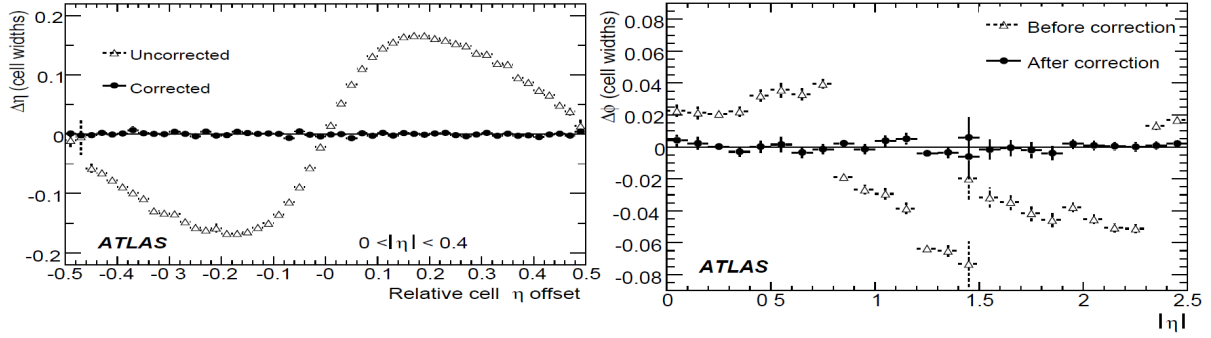 Δη (cell widths)
0.2
0.1
0
-0.1
-0.2
Uncorrected
Corrected
ATLAS
0 <|η| < 0.4
-0.5 -0.4 -0.3 -0.2 -0.1 -0 0.1 0.2 0.3 0.4 0.5
Relative cell η offset
Δϕ (cell widths)
0.08
0.06
0.04
0.02
0
-0.02
-0.04
-0.06
-0.08
Before correction
After correction
ATLAS
0 0 5 1 1.5 2 2.5
|η|